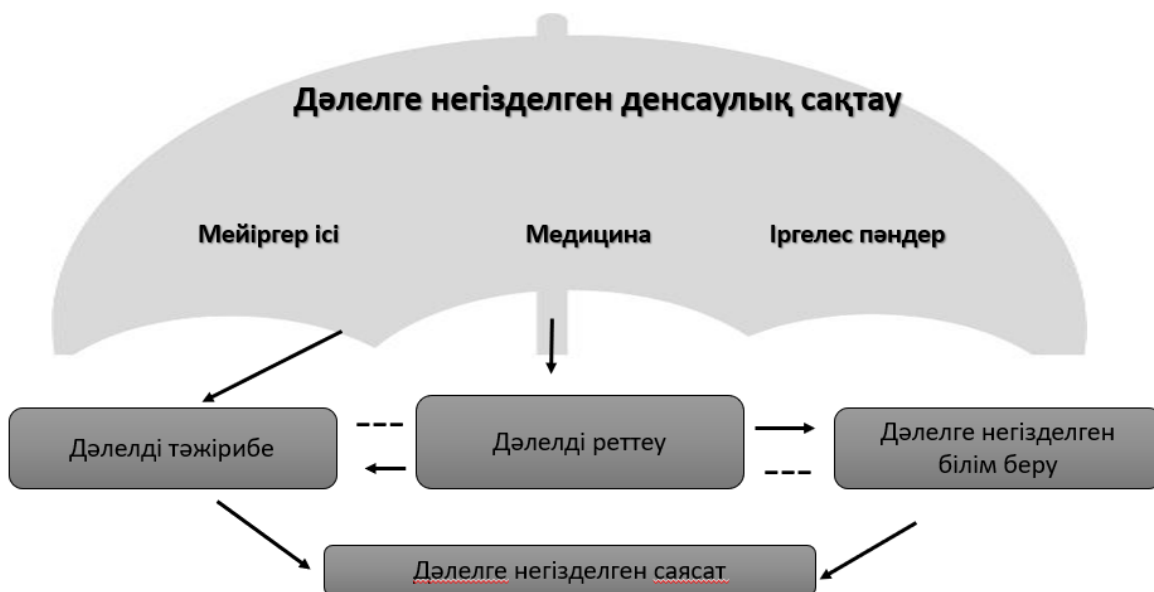 Дәлелге негізделген денсаулық сақтау
Мейіргер ісі
Медицина
Іргелес пәндер
Дәлелді тәжірибе
Дәлелді реттеу
Дәлелге негізделген
білім беру
Дәлелге негізделген саясат